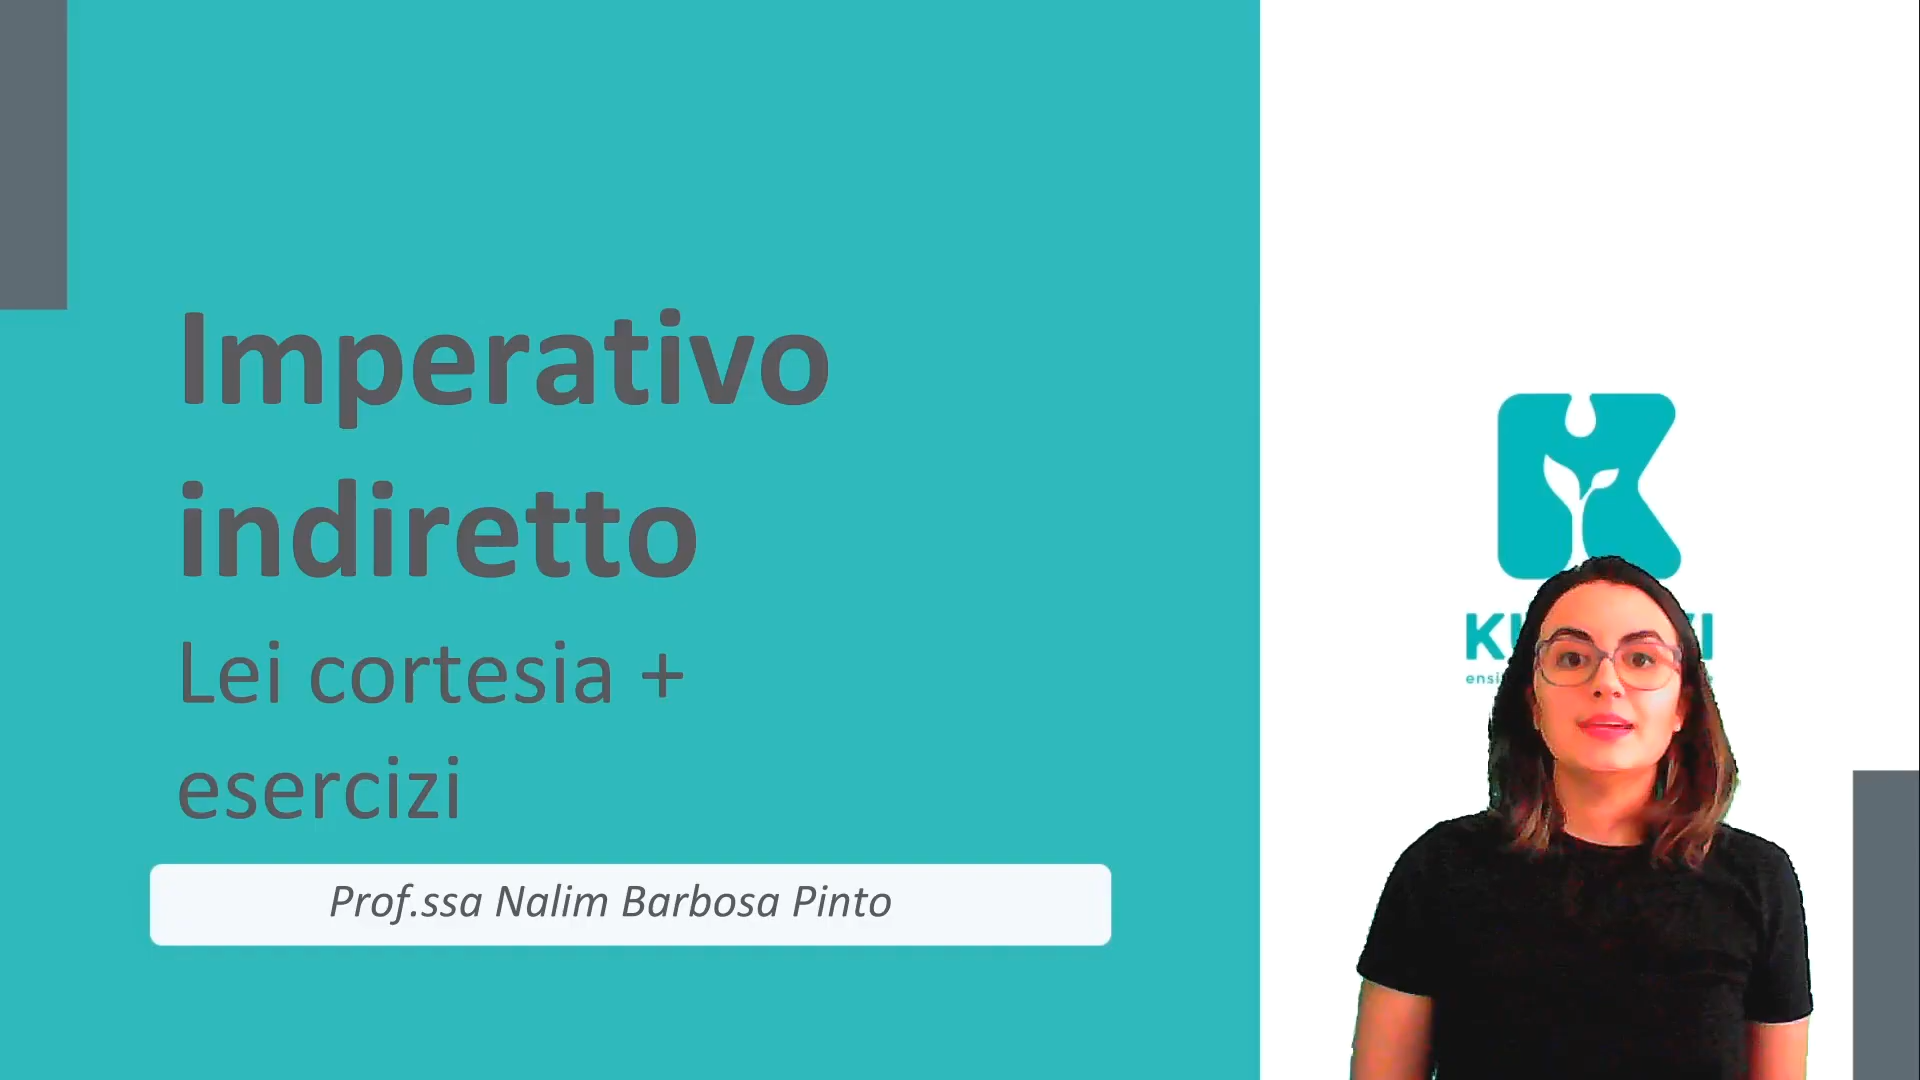 Imperativo
indiretto
Lei cortesia +
esercizi
Prof.ssa Nalim Barbosa Pinto